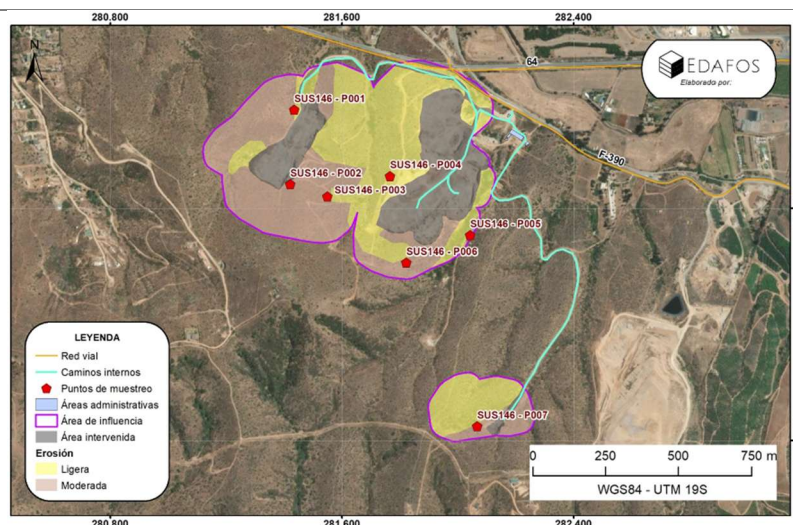 280,800 281,600 282,400
N
64
EDAFOS
Elaborado por:
SUS146 - P001
F-390
SUS146 - P002
SUS146 - P004
SUS146 - P003
SUS146 - P005
SUS146 - P006
LEYENDA
Red vial
Caminos internos
Puntos de muestreo
Áreas administrativas
Área de influencia
Área intervenida
Erosión
Ligera
Moderada
SUS146 - P007
0 250 500 750 m
WGS84 - UTM 19S
280,800 281,600 282,400